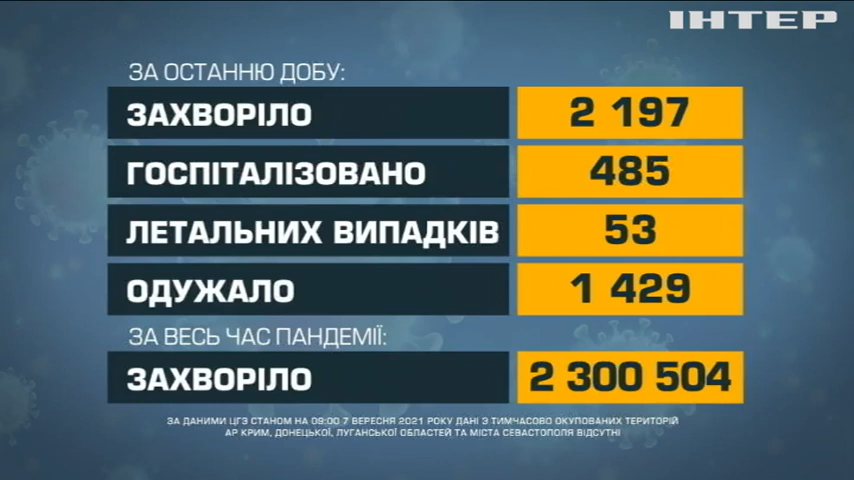 ІНТЕР
ЗА ОСТАННЮ ДОБУ:
ЗАХВОРІЛО 2 197
ГОСПІТАЛІЗОВАНО 485
ЛЕТАЛЬНИХ ВИПАДКІВ 53
ОДУЖАЛО 1 429
ЗА ВЕСЬ ЧАС ПАНДЕМІЇ:
ЗАХВОРІЛО 2 300 504
ЗА ДАНИМИ ЦГЗ СТАНОМ НА 09:00 7 ВЕРЕСНЯ 2021 РОКУ ДАНІ З ТИМЧАСОВО ОКУПОВАНИХ ТЕРИТОРІЙ
АР КРИМ, ДОНЕЦЬКОЇ, ЛУГАНСЬКОЇ ОБЛАСТЕЙ ТА МІСТА СЕВАСТОПОЛЯ ВІДСУТНІ